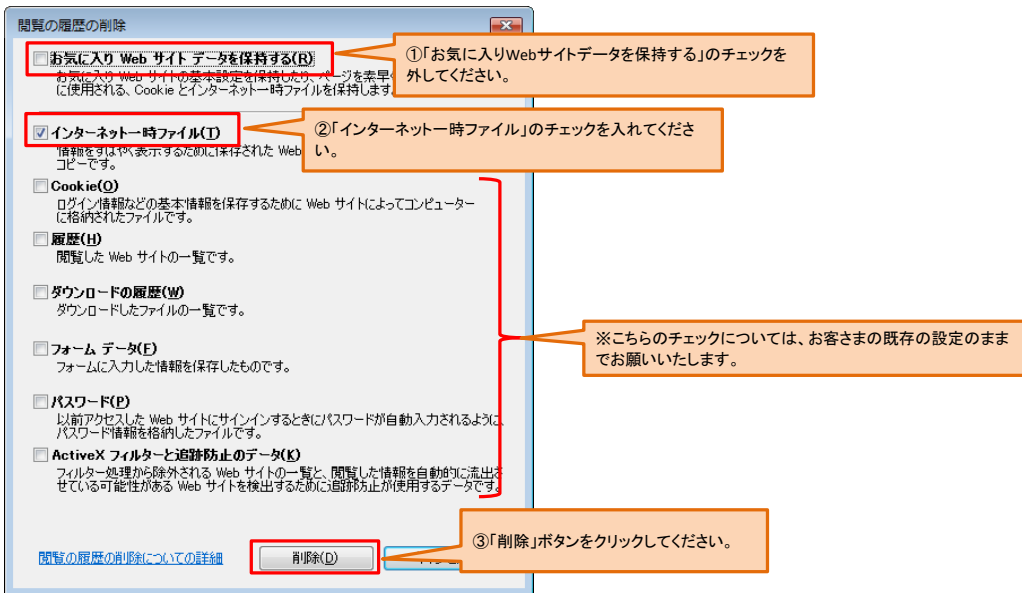 閲覧の履歴の削除
お気に入り Web サイト データを保持する(R)
お気に入り Web サイトの基本設定を保持したり、ページを素早く
に使用される、Cookie とインターネット一時ファイルを保持します。
①「お気に入りWebサイトデータを保持する」のチェックを
外してください。
インターネット一時ファイル(T)
情報をすばやく表示するために保存された Web
コピーです。
②「インターネット一時ファイル」のチェックを入れてくださ
い。
Cookie(O)
ログイン情報などの基本情報を保存するために Web サイトによってコンピューター
に格納されたファイルです。
履歴(H)
閲覧した Web サイトの一覧です。
ダウンロードの履歴(W)
ダウンロードしたファイルの一覧です。
フォーム データ(F)
フォームに入力した情報を保存したものです。
※こちらのチェックについては、お客さまの既存の設定のまま
でお願いいたします。
パスワード(P)
以前アクセスした Web サイトにサインインするときにパスワードが自動入力されるように、
パスワード情報を格納したファイルです。
ActiveX フィルターと追跡防止のデータ(K)
フィルター処理から除外される Web サイトの一覧と、閲覧した情報を自動的に流出さ
せている可能性がある Web サイトを検出するために追跡防止が使用するデータです。
閲覧の履歴の削除についての詳細
削除(D)
③「削除」ボタンをクリックしてください。